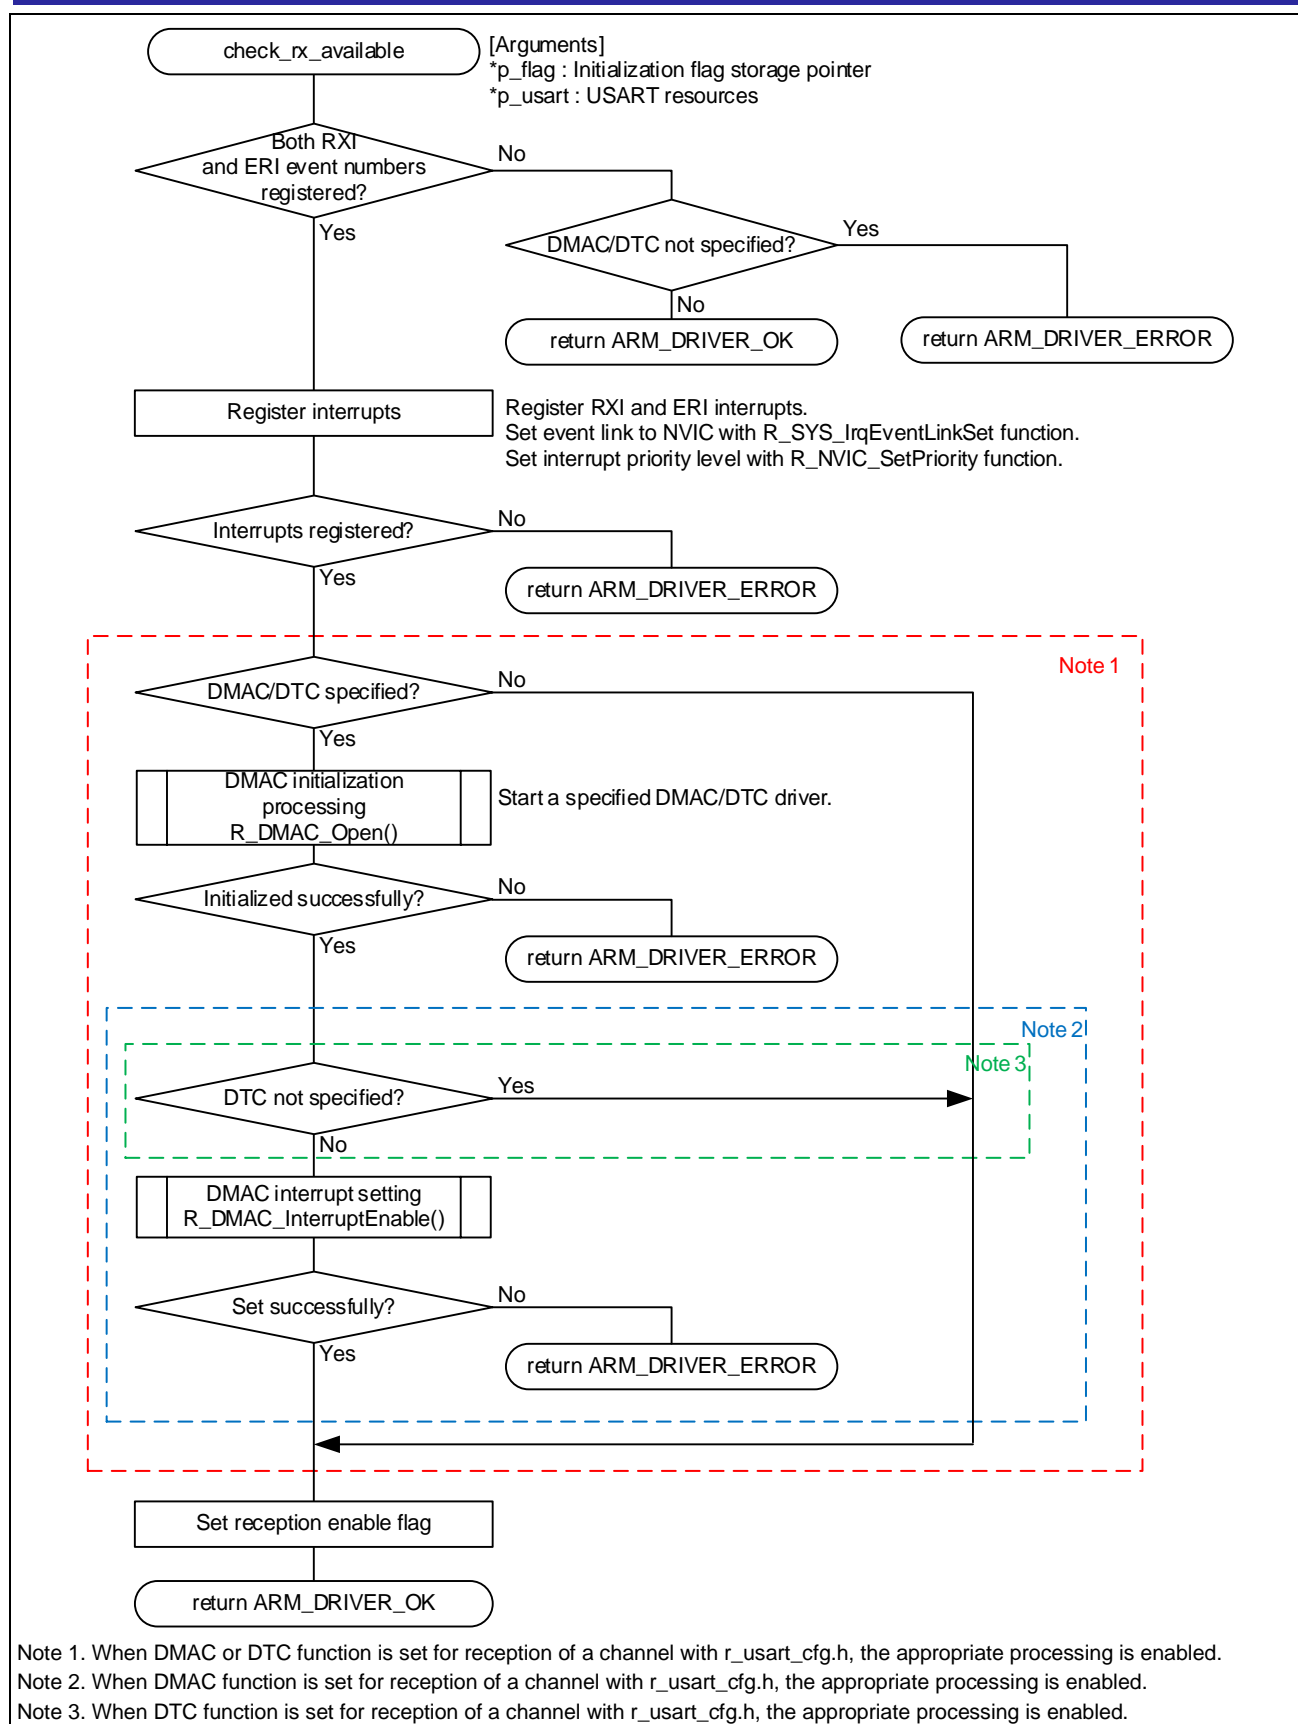 check_rx_available
[Arguments]
*p_flag : Initialization flag storage pointer
*p_usart : USART resources
Both RXI
and ERI event numbers
registered?
No
Yes
DMAC/DTC not specified?
Yes
No
return ARM_DRIVER_OK
return ARM_DRIVER_ERROR
Register interrupts
Register RXI and ERI interrupts.
Set event link to NVIC with R_SYS_IrqEventLinkSet function.
Set interrupt priority level with R_NVIC_SetPriority function.
Interrupts registered?
No
Yes
return ARM_DRIVER_ERROR
Note 1
DMAC/DTC specified?
No
Yes
DMAC initialization
processing
R_DMAC_Open()
Start a specified DMAC/DTC driver.
Initialized successfully?
No
Yes
return ARM_DRIVER_ERROR
Note 2
Note 3
DTC not specified?
Yes
No
DMAC interrupt setting
R_DMAC_InterruptEnable()
Set successfully?
No
Yes
return ARM_DRIVER_ERROR
Set reception enable flag
return ARM_DRIVER_OK
Note 1. When DMAC or DTC function is set for reception of a channel with r_usart_cfg.h, the appropriate processing is enabled.
Note 2. When DMAC function is set for reception of a channel with r_usart_cfg.h, the appropriate processing is enabled.
Note 3. When DTC function is set for reception of a channel with r_usart_cfg.h, the appropriate processing is enabled.